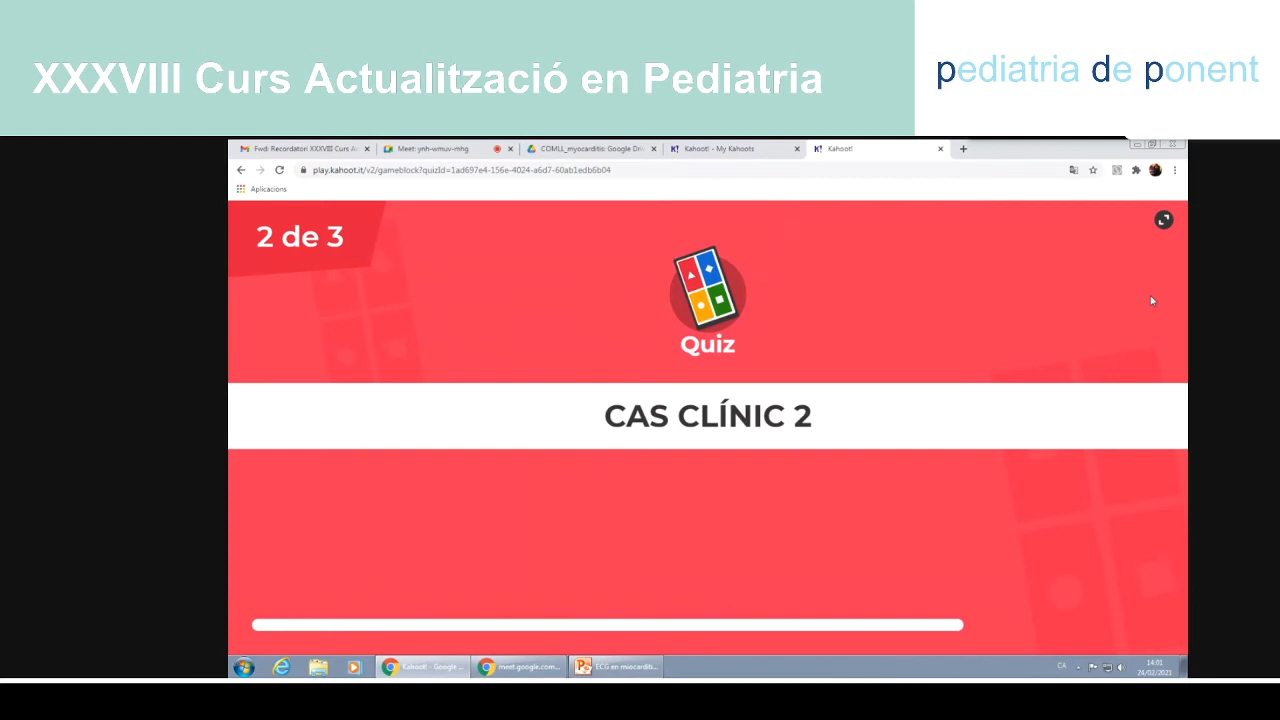 XXXVIII Curs Actualització en Pediatria
pediatria de ponent
Fwd: Recordatori XXXVIII Curs Ac
Meet: ynh-wmuv-mhg
COMLL_myocarditis: Google Dri
Kahoot! - My Kahoots
Kahoot!
play.kahoot.it/v2/gameblock?quizId=1ad697e4-156e-4024-a6d7-60ab1edb6b04
Aplicacions
2 de 3
Quiz
CAS CLÍNIC 2
Kahoot! - Google ...
meet.google.com...
ECG en miocarditi...
CA
14:01
24/02/2021